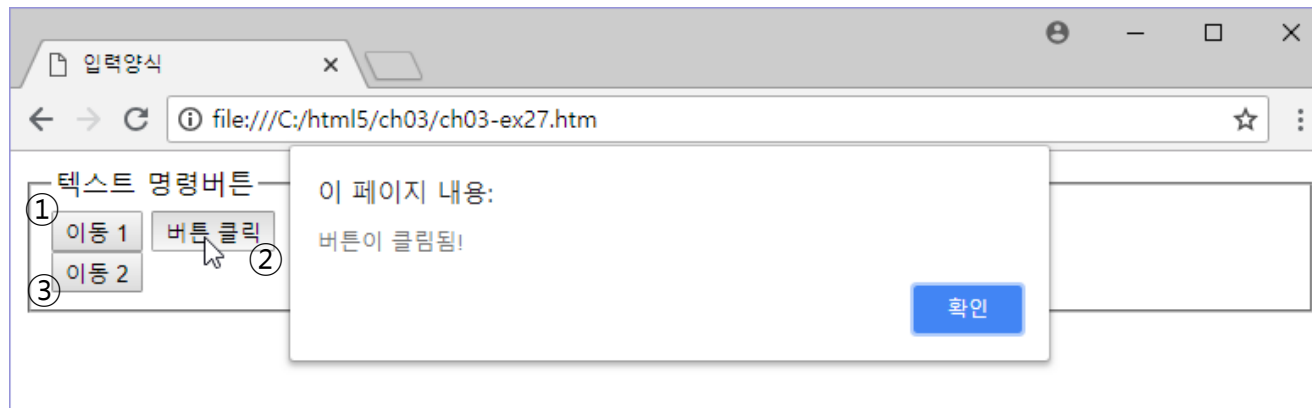 입력양식
file:///C:/html5/ch03/ch03-ex27.htm
텍스트 명령버튼
① 이동 1 버튼 클릭 ②
③ 이동 2
이 페이지 내용:
버튼이 클림됨!
확인